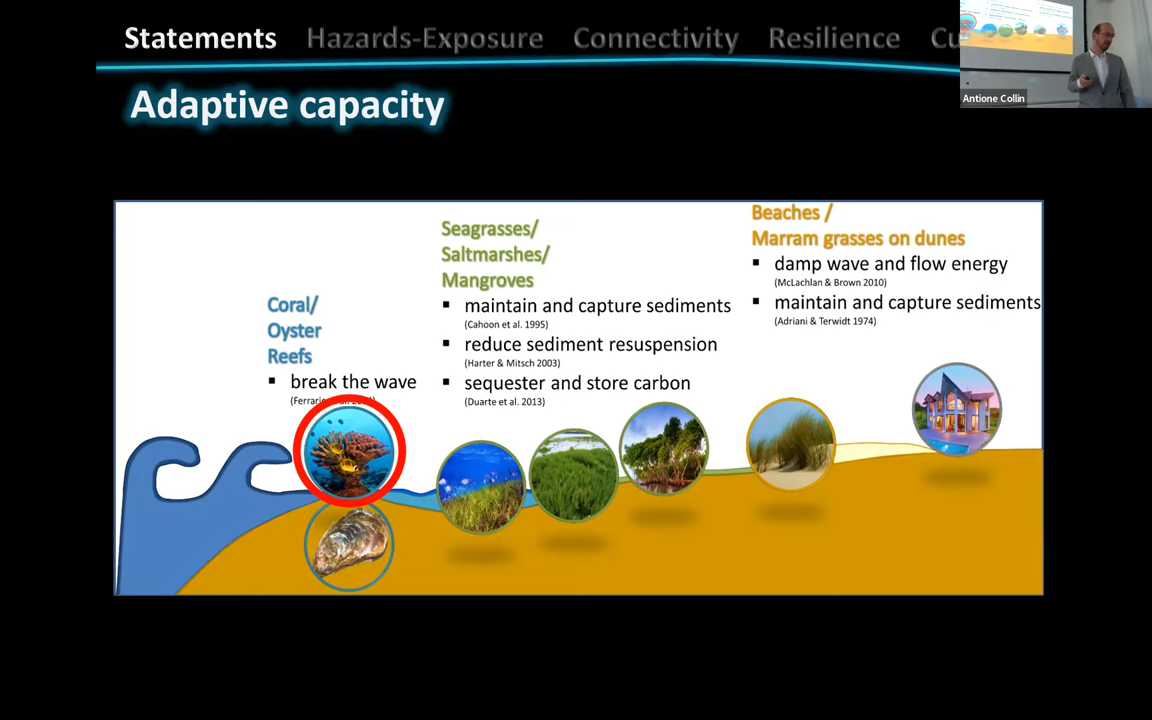 Statements Hazards-Exposure Connectivity Resilience
Antione Collin
Adaptive capacity
Coral/
Oyster
Reefs
▪ break the wave
Seagrasses/
Saltmarshes/
Mangroves
▪ maintain and capture sediments
(Cahoon et al. 1995)
▪ reduce sediment resuspension
(Harter & Mitsch 2003)
▪ sequester and store carbon
(Duarte et al. 2013)
Beaches /
Marram grasses on dunes
▪ damp wave and flow energy
(McLachlan & Brown 2010)
▪ maintain and capture sediments
(Adriani & Terwidt 1974)